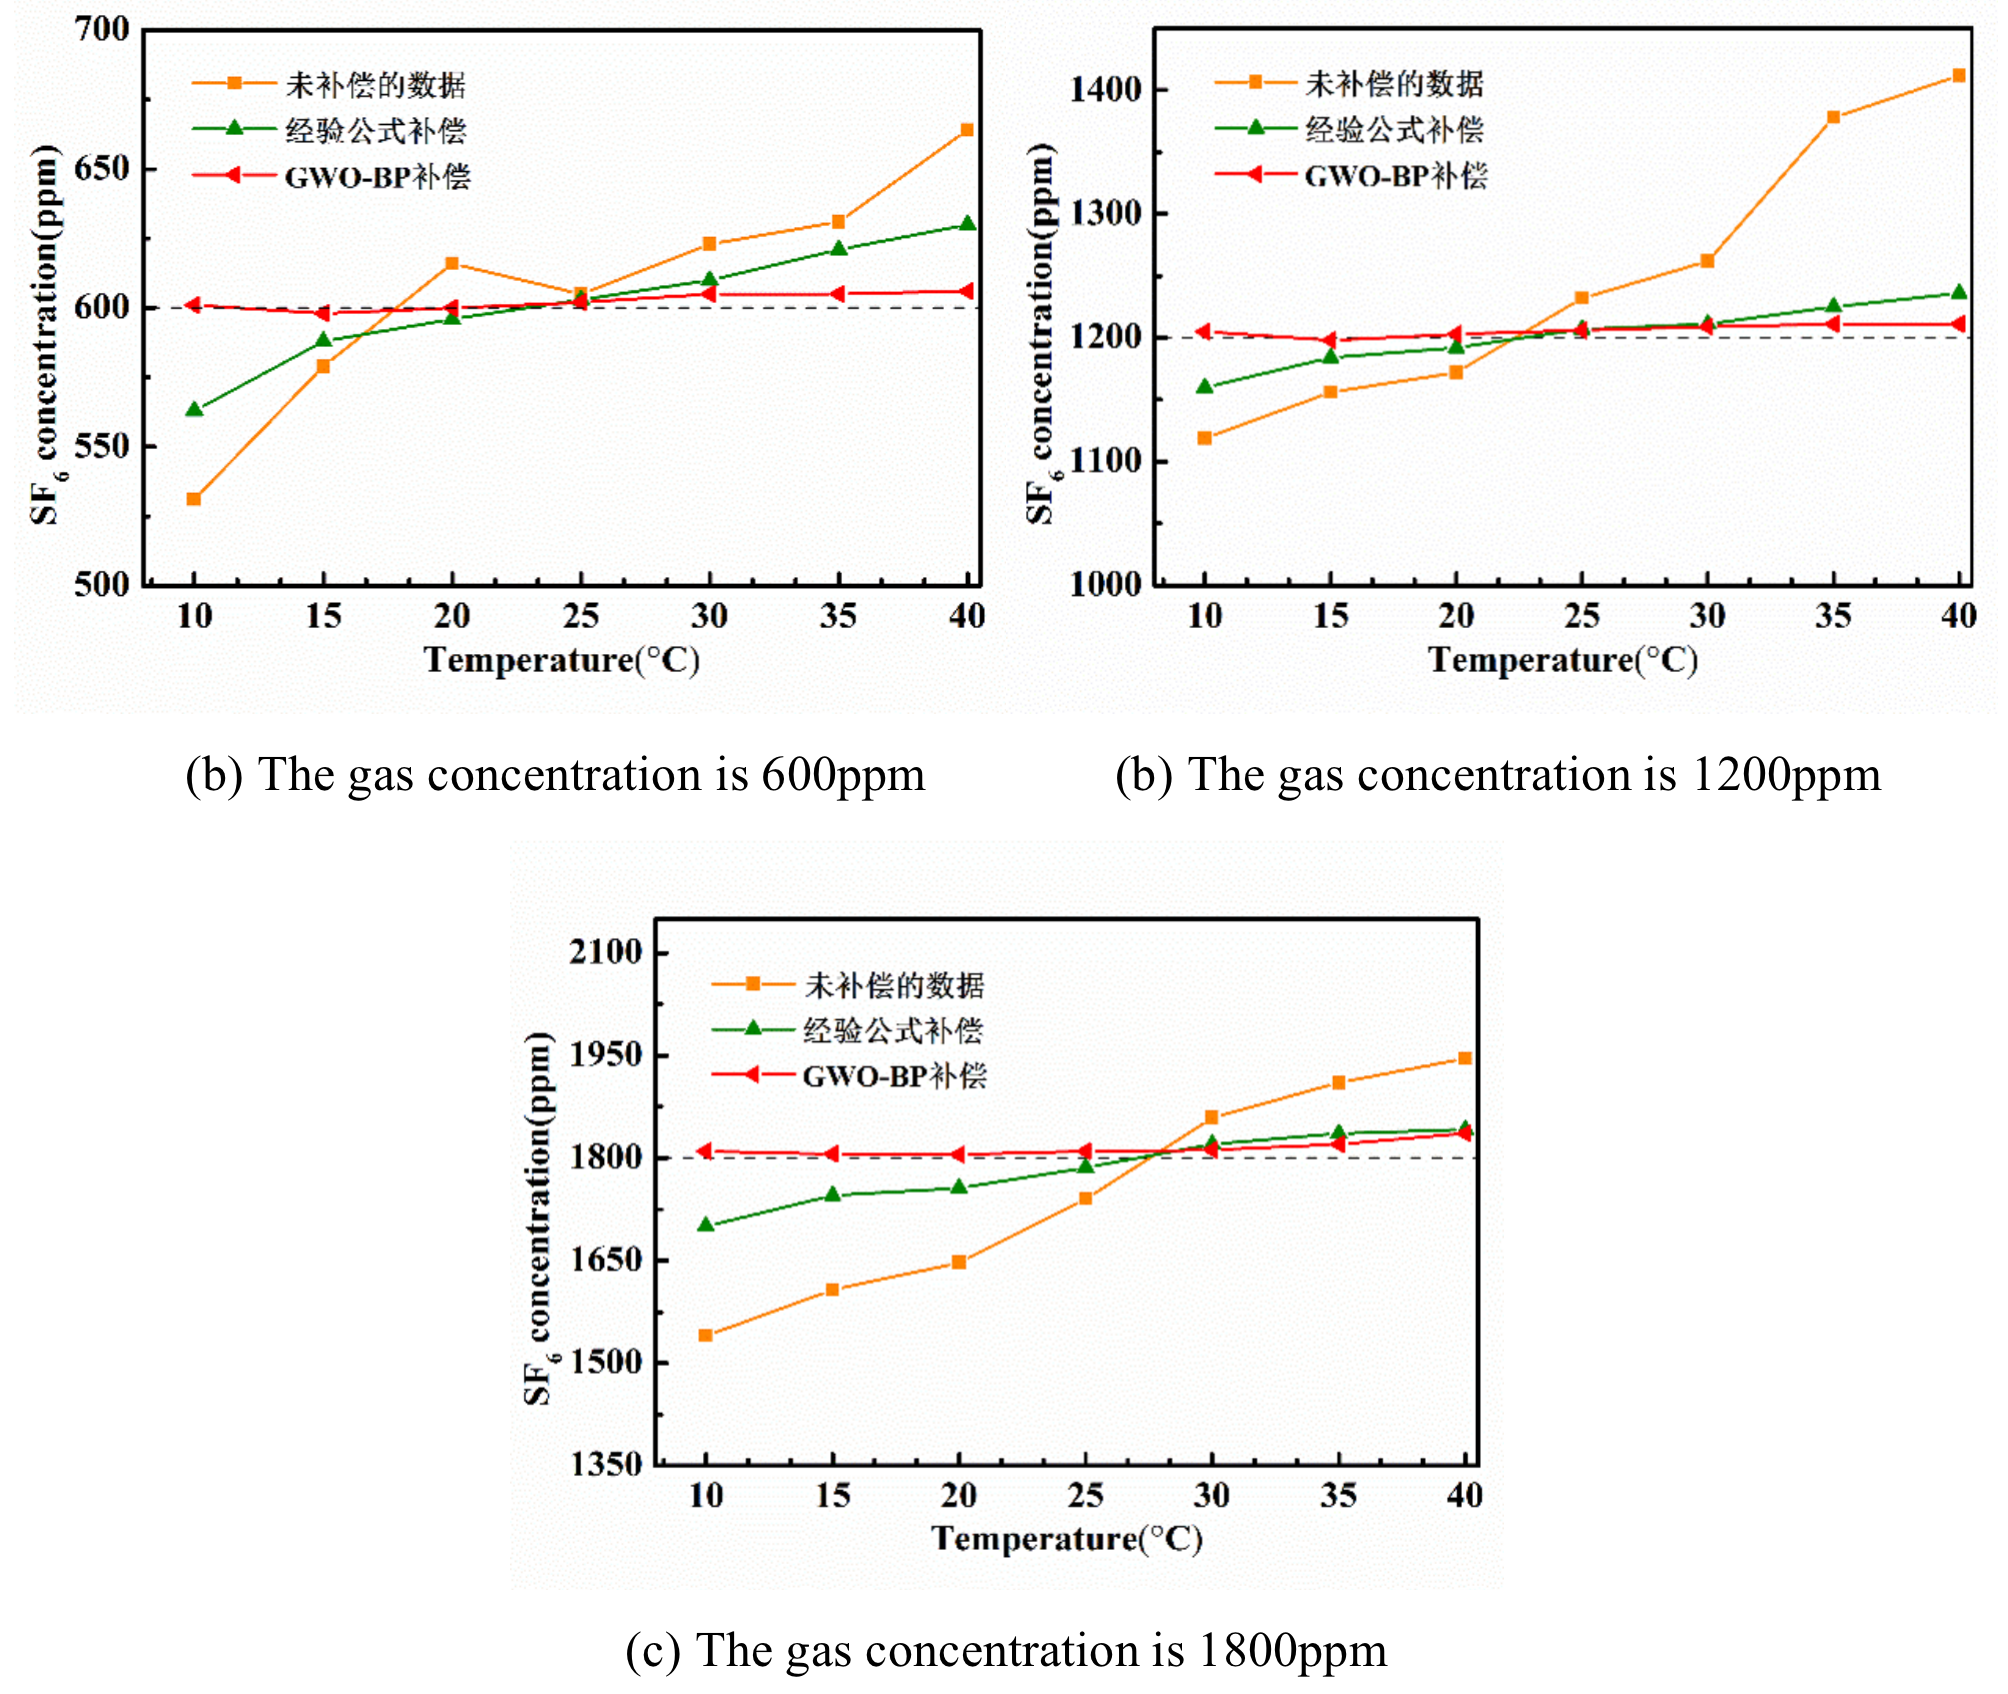 700
650
600
550
500
SF6 concentration(ppm)
未补偿的数据
经验公式补偿
GWO-BP补偿
10 15 20 25 30 35 40
Temperature(°C)
(b) The gas concentration is 600ppm
1400
1300
1200
1100
1000
SF6 concentration(ppm)
未补偿的数据
经验公式补偿
GWO-BP补偿
10 15 20 25 30 35 40
Temperature(°C)
(b) The gas concentration is 1200ppm
2100
1950
1800
1650
1500
1350
SF6 concentration(ppm)
未补偿的数据
经验公式补偿
GWO-BP补偿
10 15 20 25 30 35 40
Temperature(°C)
(c) The gas concentration is 1800ppm